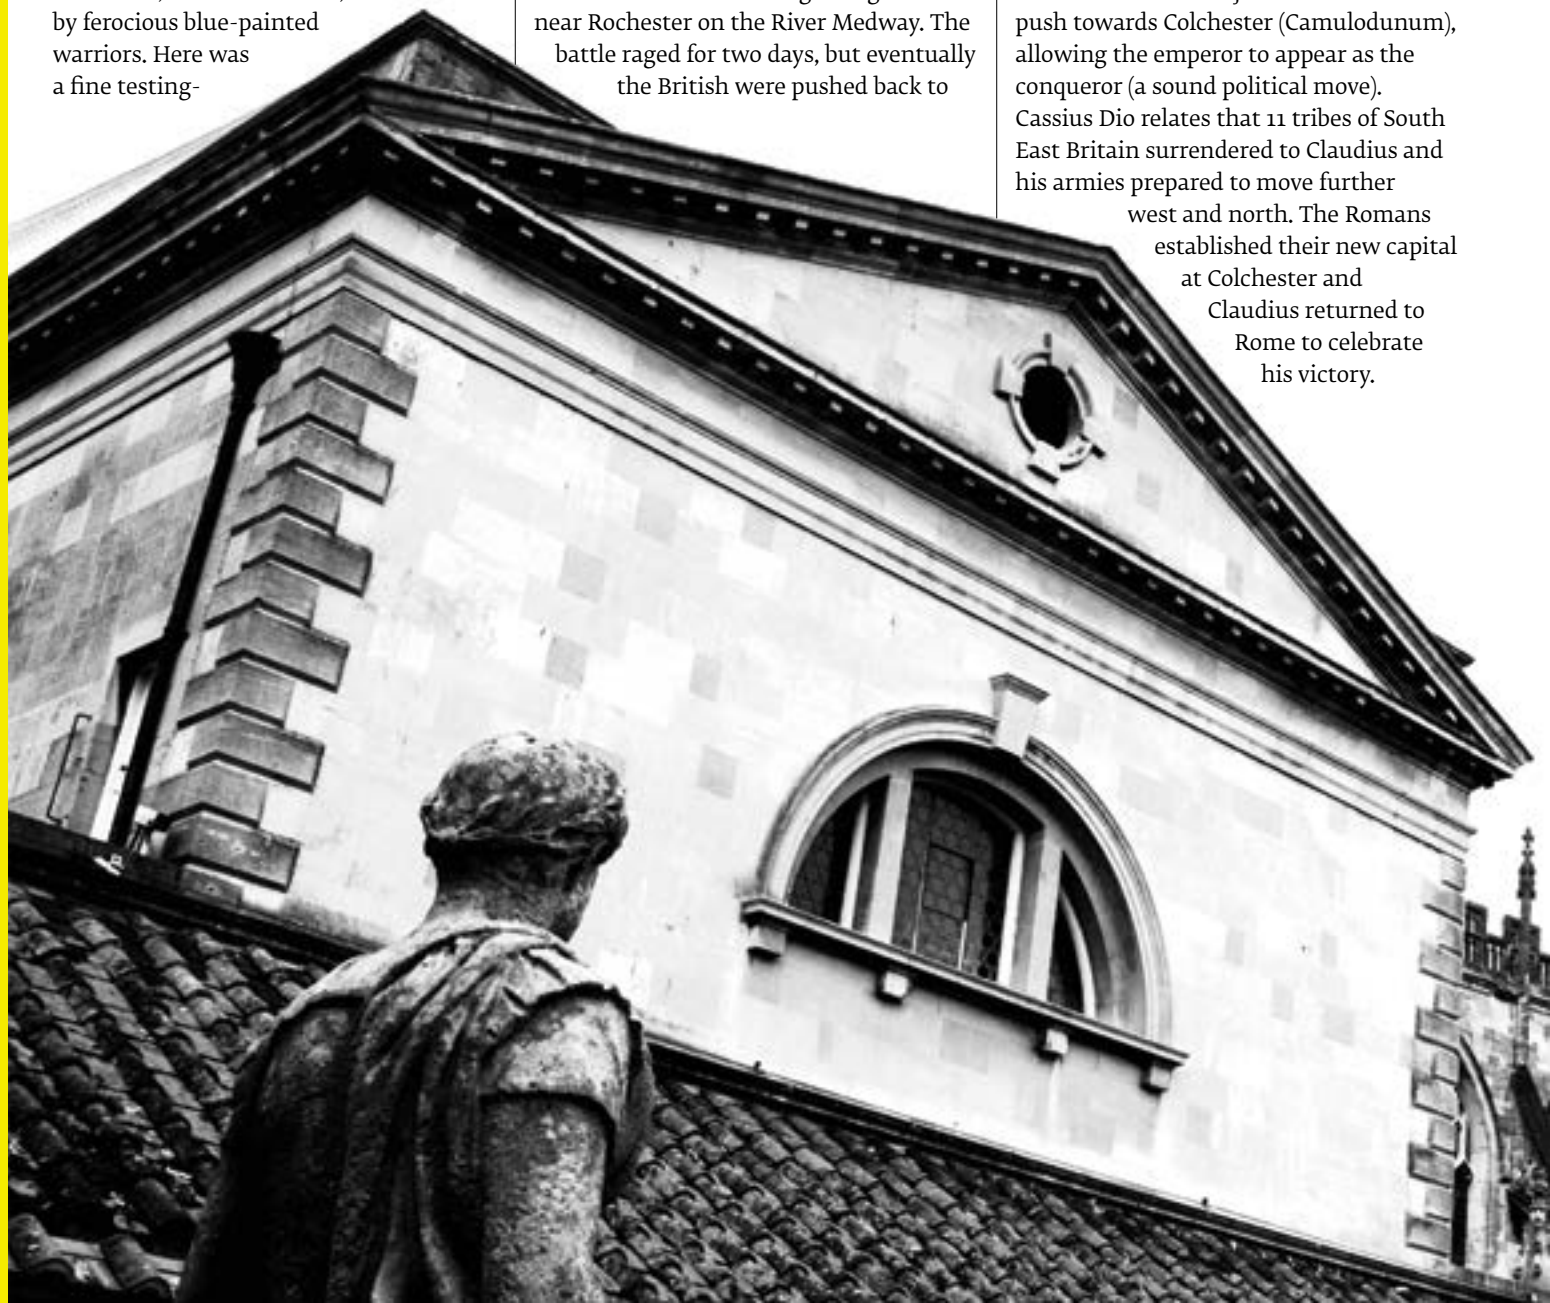 by ferocious blue-painted
warriors. Here was
a fine testing-
near Rochester on the River Medway. The
battle raged for two days, but eventually
the British were pushed back to
push towards Colchester (Camulodunum),
allowing the emperor to appear as the
conqueror (a sound political move).
Cassius Dio relates that 11 tribes of South
East Britain surrendered to Claudius and
his armies prepared to move further
west and north. The Romans
established their new capital
at Colchester and
Claudius returned to
Rome to celebrate
his victory.